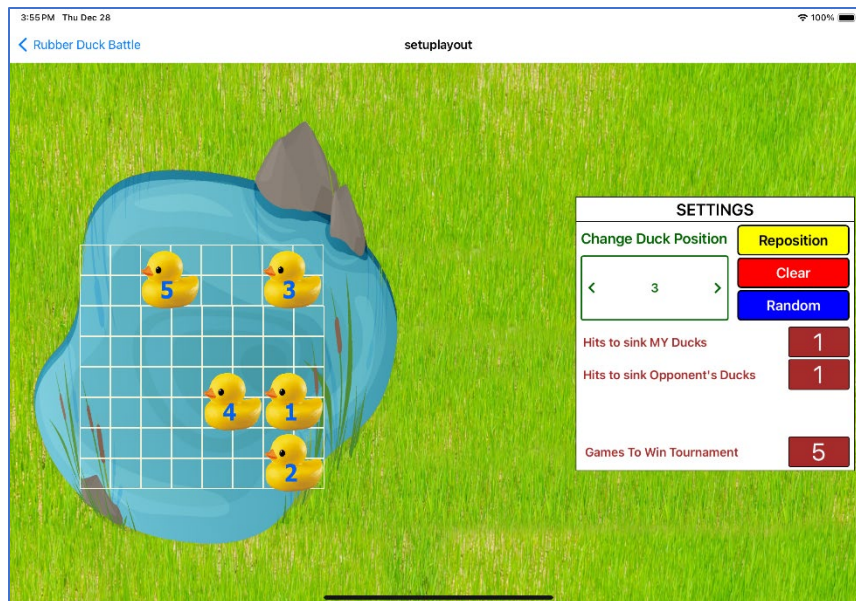 3:55PM Thu Dec 28
100%
Rubber Duck Battle
setuplayout
SETTINGS
Change Duck Position
Reposition
5
3
3
Clear
Random
Hits to sink MY Ducks
1
Hits to sink Opponent's Ducks
1
4
1
2
Games To Win Tournament
5